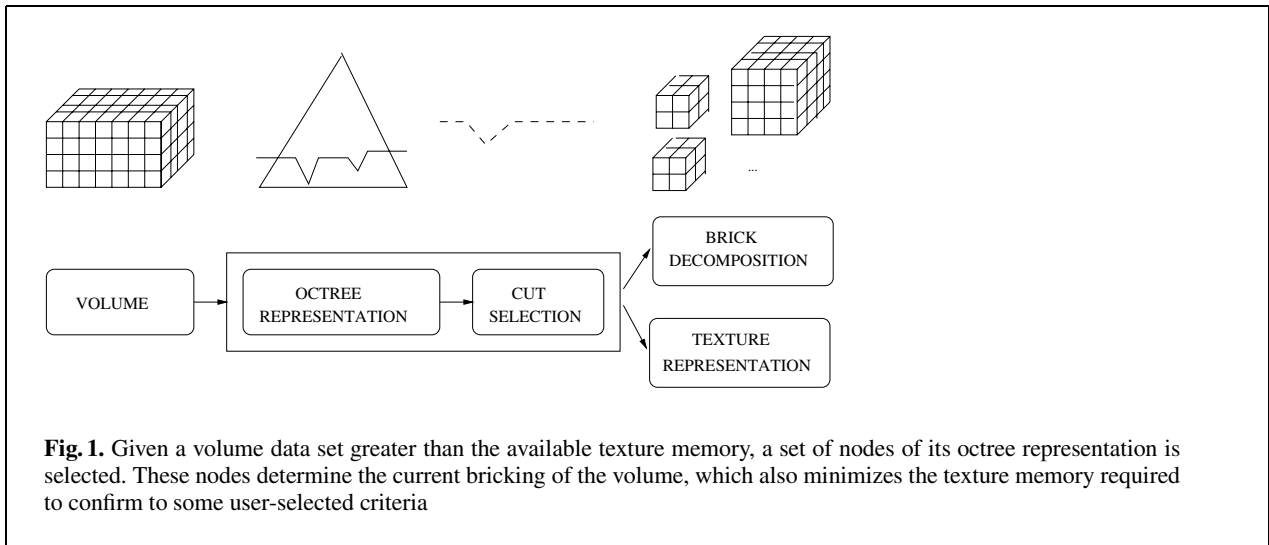 ...
VOLUME
OCTREE
REPRESENTATION
CUT
SELECTION
BRICK
DECOMPOSITION
TEXTURE
REPRESENTATION
Fig. 1. Given a volume data set greater than the available texture memory, a set of nodes of its octree representation is
selected. These nodes determine the current bricking of the volume, which also minimizes the texture memory required
to confirm to some user-selected criteria